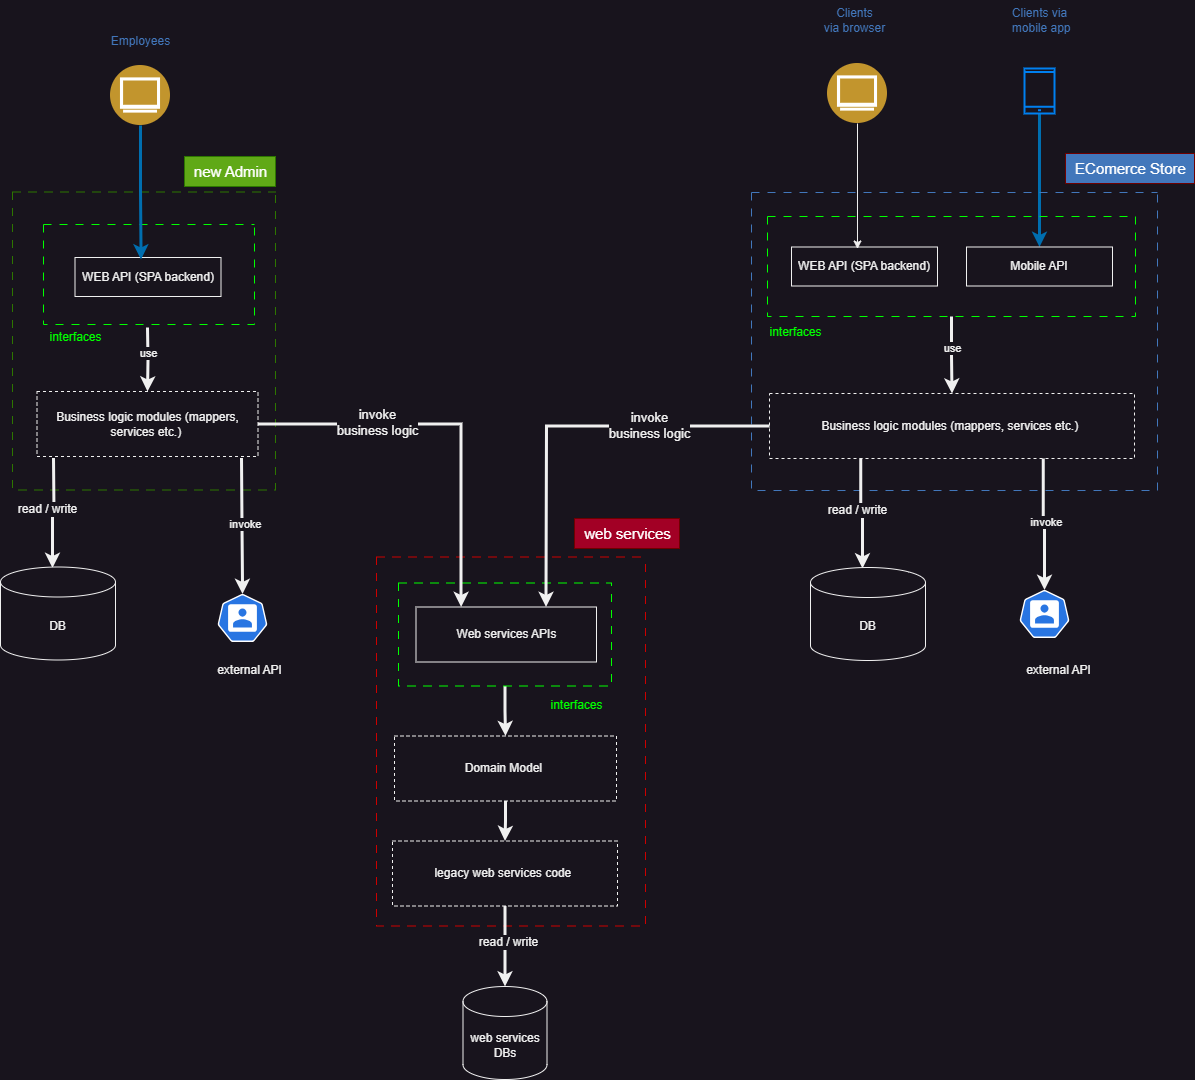 Employees
Clients
via browser
Clients via
mobile app
new Admin
EComerce Store
WEB API (SPA backend)
interfaces
use
Business logic modules (mappers,
services etc.)
read / write
invoke
DB
external API
invoke
business logic
invoke
business logic
WEB API (SPA backend)
Mobile API
interfaces
use
Business logic modules (mappers, services etc.)
read / write
invoke
DB
external API
web services
Web services APIs
interfaces
Domain Model
legacy web services code
read / write
web services
DBs